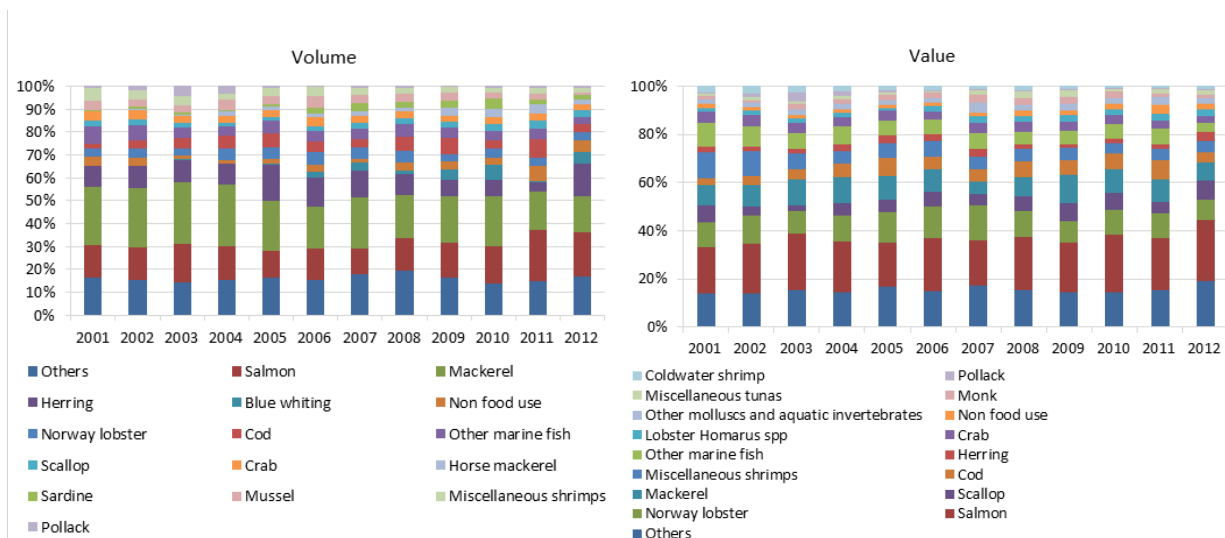 Volume
100%
90%
80%
70%
60%
50%
40%
30%
20%
10%
0%
2001 2002 2003 2004 2005 2006 2007 2008 2009 2010 2011 2012
Others Salmon Mackerel
Herring Blue whiting Non food use
Norway lobster Cod Other marine fish
Scallop Crab Horse mackerel
Sardine Mussel Miscellaneous shrimps
Pollack
Value
100%
80%
60%
40%
20%
0%
2001 2002 2003 2004 2005 2006 2007 2008 2009 2010 2011 2012
Coldwater shrimp Pollack
Miscellaneous tunas Monk
Other molluscs and aquatic invertebrates Non food use
Lobster Homarus spp Crab
Other marine fish Herring
Miscellaneous shrimps Cod
Mackerel Scallop
Norway lobster Salmon
Others